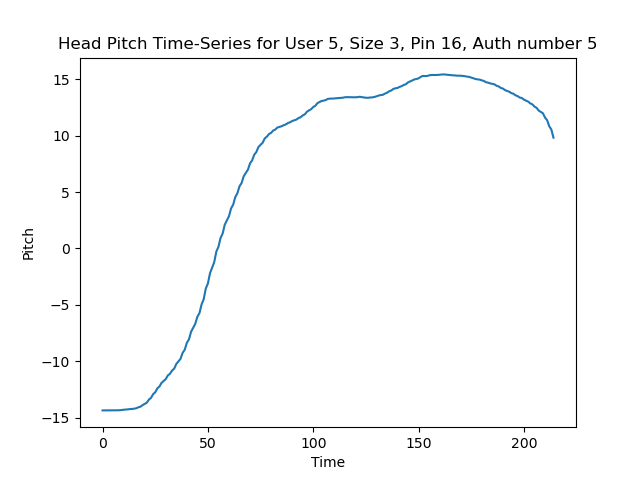 Head Pitch Time-Series for User 5, Size 3, Pin 16, Auth number 5
15
10
5
0
−5
−10
−15
Pitch
0 50 100 150 200
Time